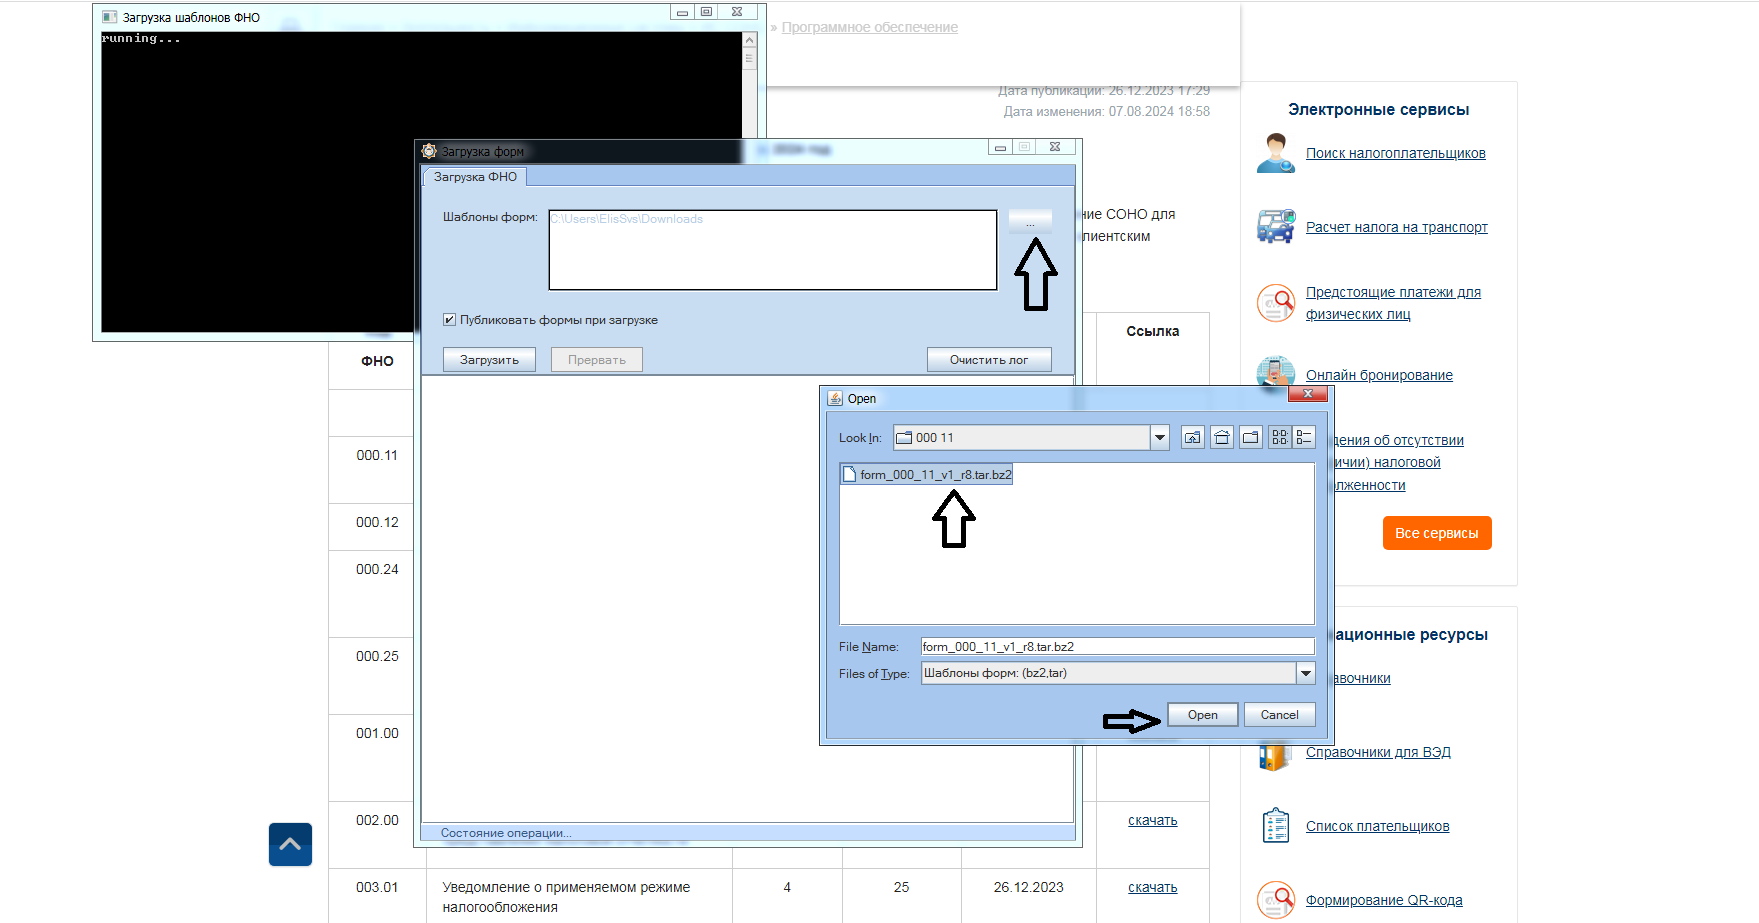 Загрузка шаблонов ФНО
running...
» Программное обеспечение
Дата публикации: 26.12.2023 17:29
Дата изменения: 07.08.2024 18:58
Загрузка форм
Загрузка ФНО
Шаблоны форм:
C:\Users\ElisSvs\Downloads
...
Публиковать формы при загрузке
Загрузить
Прервать
Очистить лог
ние СОНО для
лиентским
Ссылка
ФНО
000.11
000.12
000.24
000.25
001.00
002.00
скачать
003.01
Уведомление о применяемом режиме
налогообложения
4
25
26.12.2023
скачать
Состояние операции...
Open
Look In:
000 11
form_000_11_v1_r8.tar.bz2
File Name:
form_000_11_v1_r8.tar.bz2
Files of Type:
Шаблоны форм: (bz2,tar)
Open
Cancel
Электронные сервисы
Поиск налогоплательщиков
Расчет налога на транспорт
Предстоящие платежи для
физических лиц
Онлайн бронирование
дения об отсутствии
ичии) налоговой
олженности
Все сервисы
ационные ресурсы
авочники
Справочники для ВЭД
Список плательщиков
Формирование QR-кода